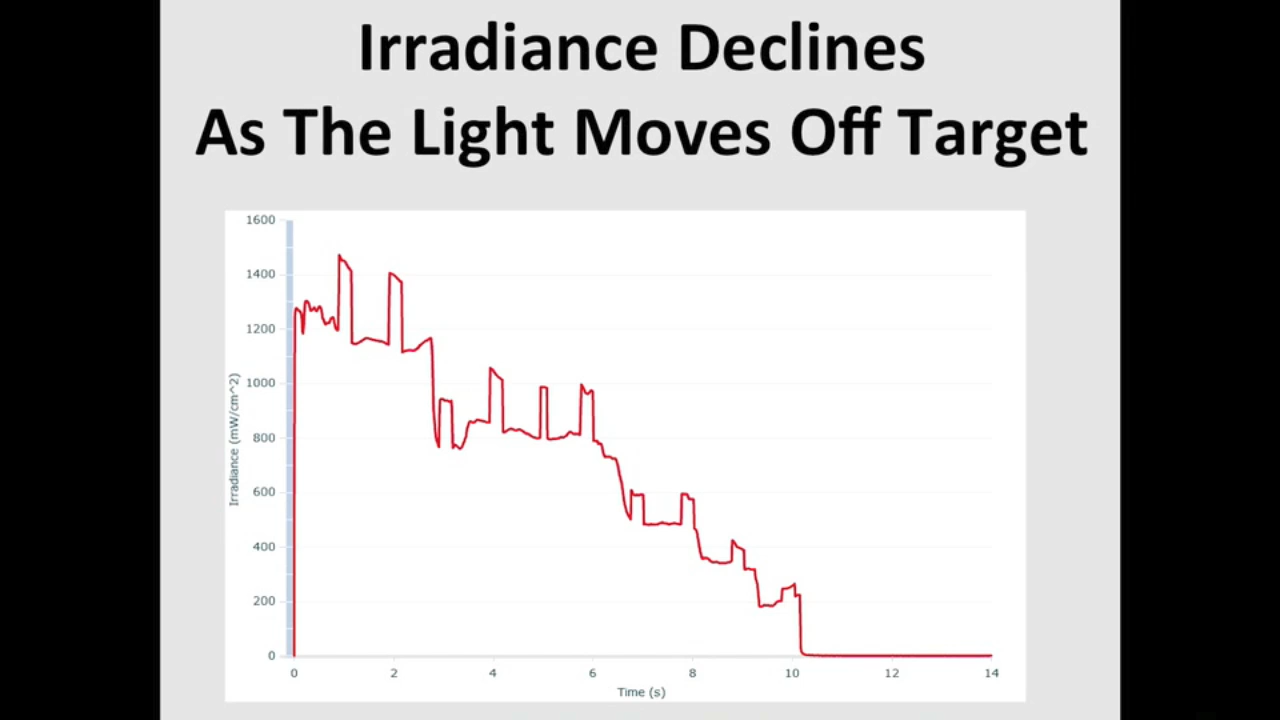 Irradiance Declines
As The Light Moves Off Target
1600
1400
1200
1000
800
600
400
200
0
Irradiance (mW/cm^2)
0 2 4 6 8 10 12 14
Time (s)